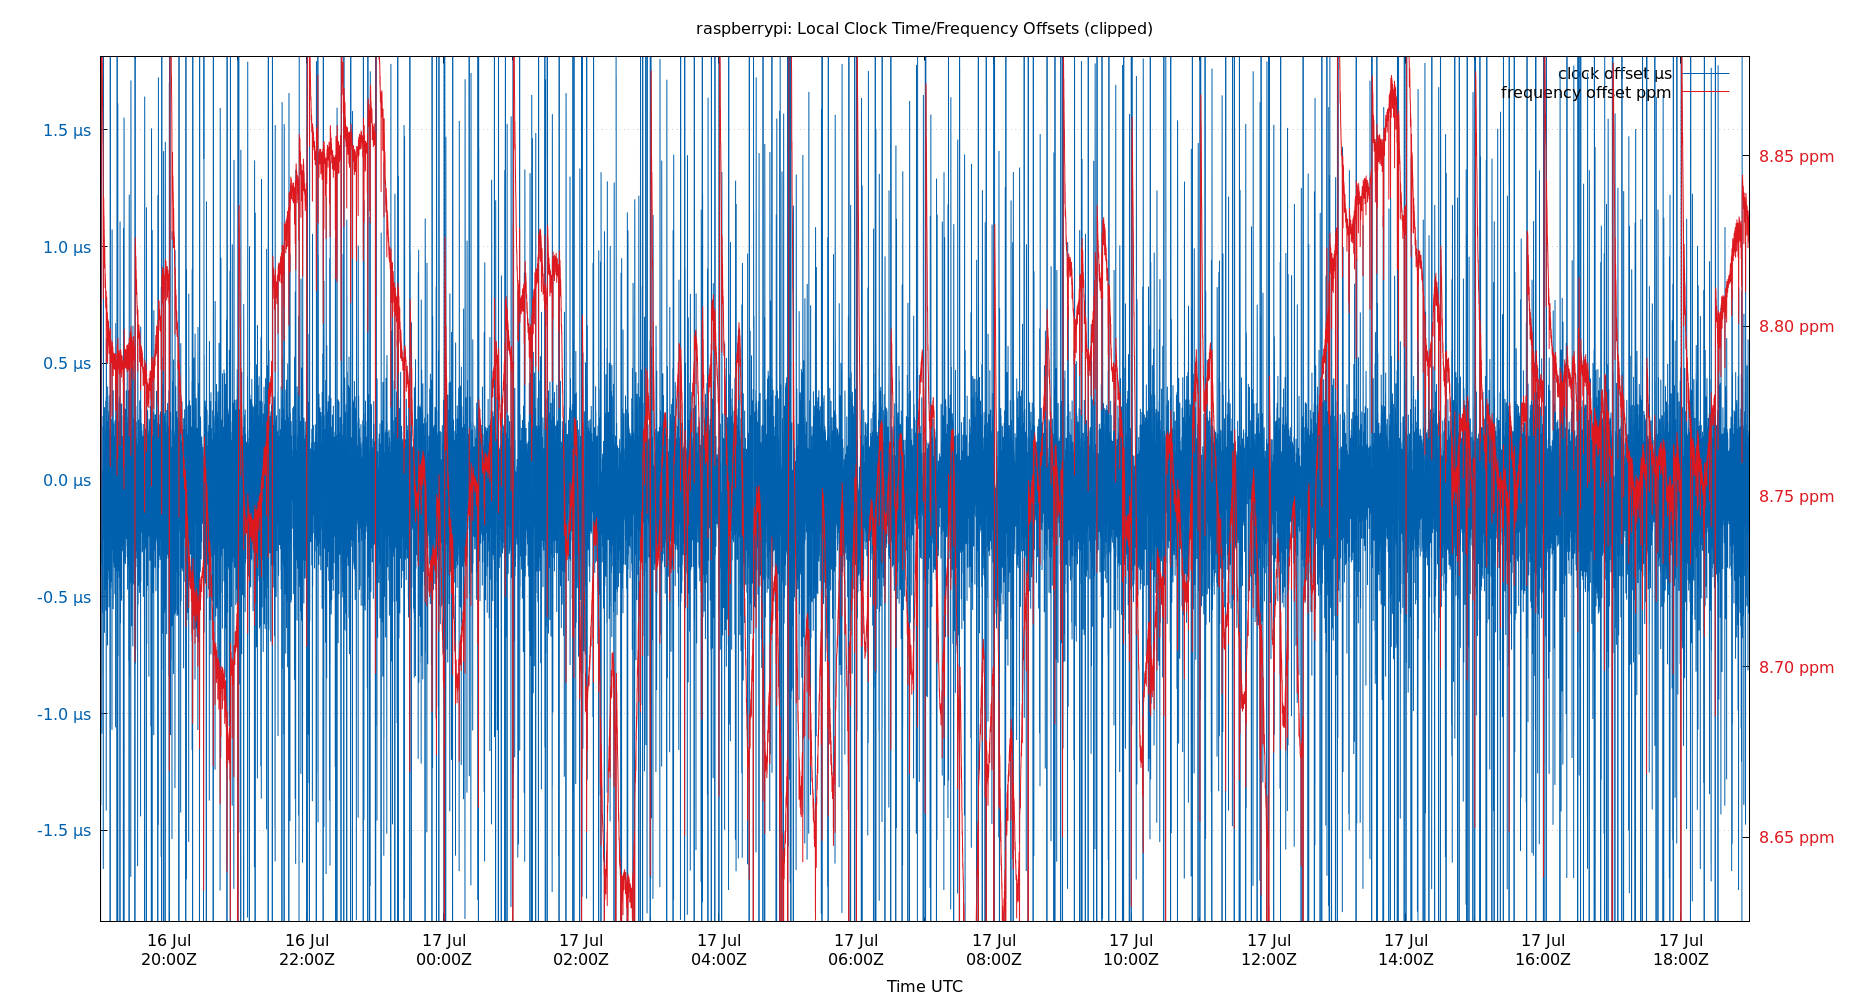 raspberrypi: Local Clock Time/Frequency Offsets (clipped)
clock offset µs
frequency offset ppm
1.5 µs
1.0 µs
0.5 µs
0.0 µs
-0.5 µs
-1.0 µs
-1.5 µs
8.85 ppm
8.80 ppm
8.75 ppm
8.70 ppm
8.65 ppm
16 Jul 16 Jul 17 Jul 17 Jul 17 Jul 17 Jul 17 Jul 17 Jul 17 Jul 17 Jul 17 Jul 17 Jul
20:00Z 22:00Z 00:00Z 02:00Z 04:00Z 06:00Z 08:00Z 10:00Z 12:00Z 14:00Z 16:00Z 18:00Z
Time UTC